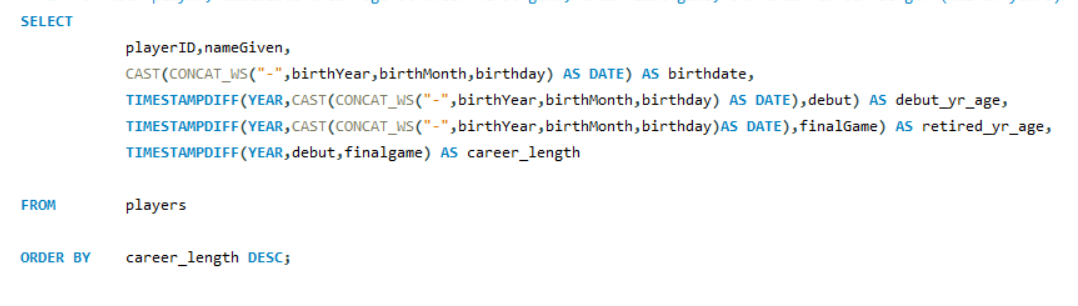 SELECT
playerID,nameGiven,
CAST(CONCAT_WS("-",birthYear,birthMonth,birthday) AS DATE) AS birthdate,
TIMESTAMPDIFF(YEAR,CAST(CONCAT_WS("-",birthYear,birthMonth,birthday) AS DATE),debut) AS debut_yr_age,
TIMESTAMPDIFF(YEAR,CAST(CONCAT_WS("-",birthYear,birthMonth,birthday)AS DATE),finalGame) AS retired_yr_age,
TIMESTAMPDIFF(YEAR,debut,finalgame) AS career_length
FROM players
ORDER BY career_length DESC;